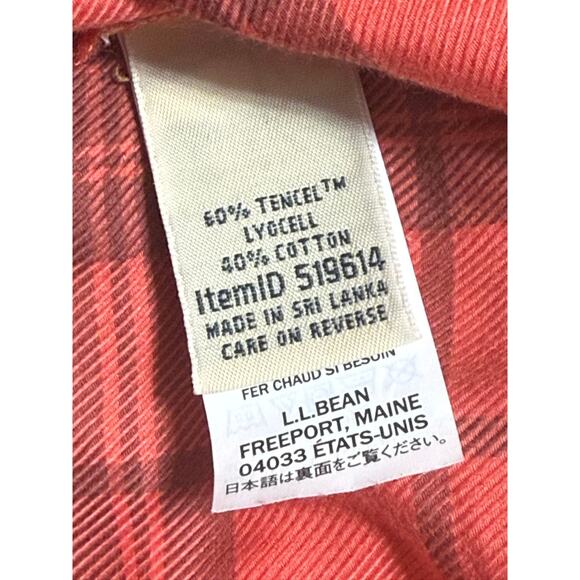 60% TENCEL™
LYOCELL
40% COTTON
ItemID 519614
MADE IN SRI LANKA
CARE ON REVERSE
FER CHAUD SI BESOIN
L.L.BEAN
FREEPORT, MAINE
04033 ÉTATS-UNIS
日本語は裏面をご覧ください。